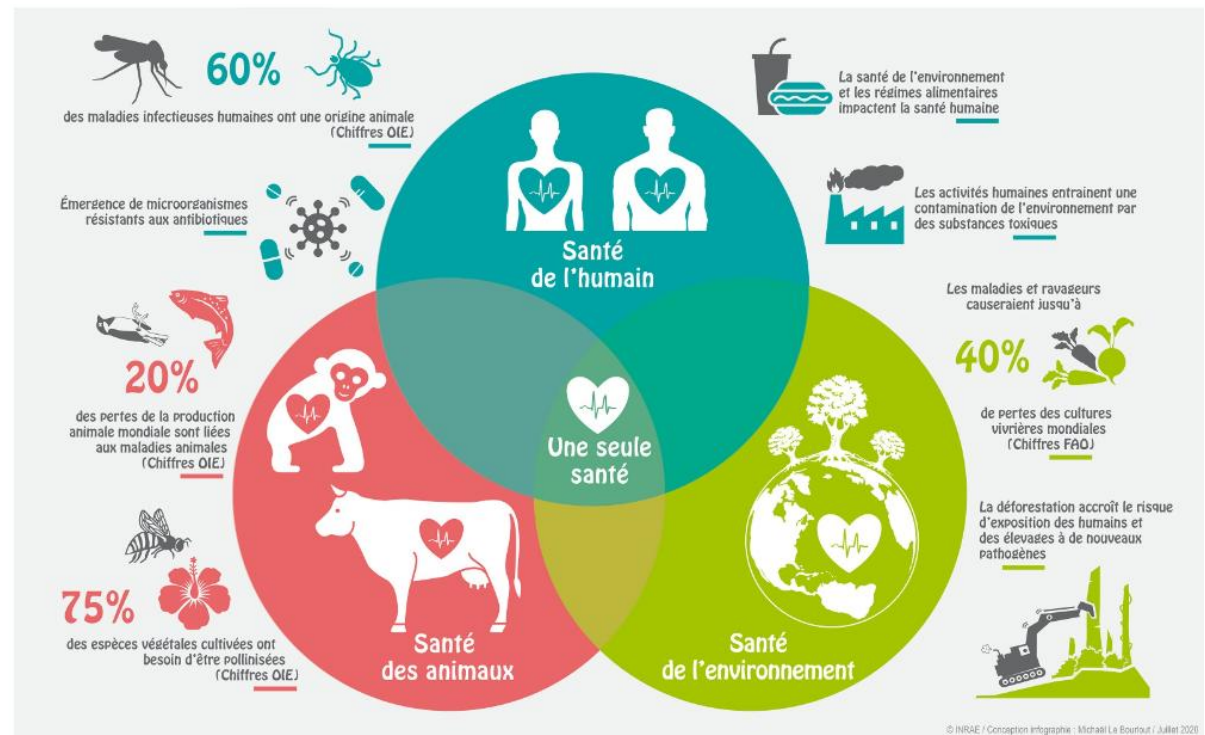 60%
des maladies infectieuses humaines ont une origine animale
(Chiffres OIE)
Émergence de microorganismes
résistants aux antibiotiques
20%
des pertes de la production
animale mondiale sont liées
aux maladies animales
(Chiffres OIE)
75%
des espèces végétales cultivées ont
besoin d'être pollinisées
(Chiffres OIE)
Santé
de l'humain
Une seule
santé
Santé
des animaux
Santé
de l'environnement
La santé de l'environnement
et les régimes alimentaires
impactent la santé humaine
Les activités humaines entrainent une
contamination de l'environnement par
des substances toxiques
Les maladies et ravageurs
causeraient jusqu'à
40%
de pertes des cultures
vivrières mondiales
(Chiffres FAO)
La déforestation accroît le risque
d'exposition des humains et
des élevages à de nouveaux
pathogènes
© INRAE / Conception infographie : Michaël Le Bourlout / Juillet 2020